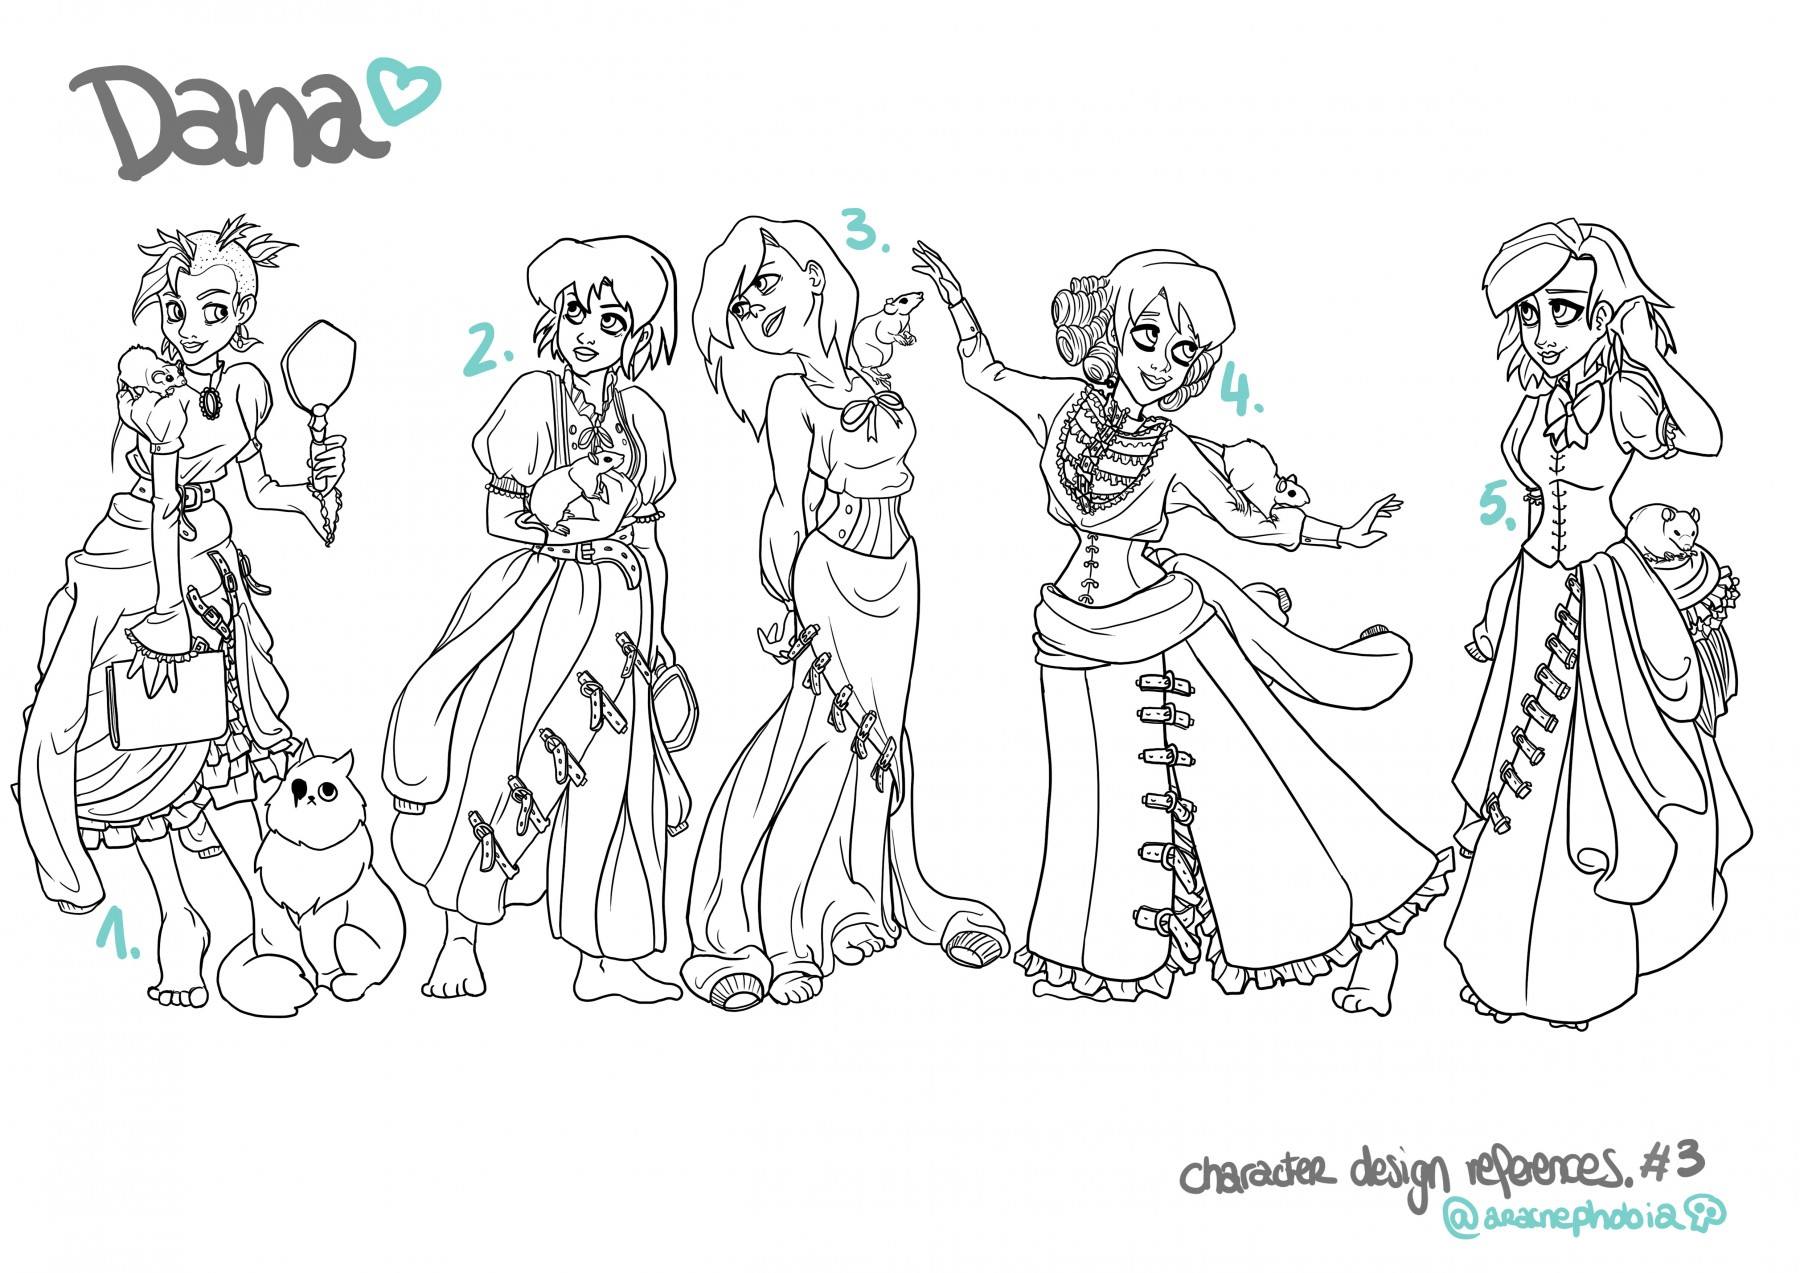 Dana
1.
2.
3.
4.
5.
character design references. #3
@aracnephobia